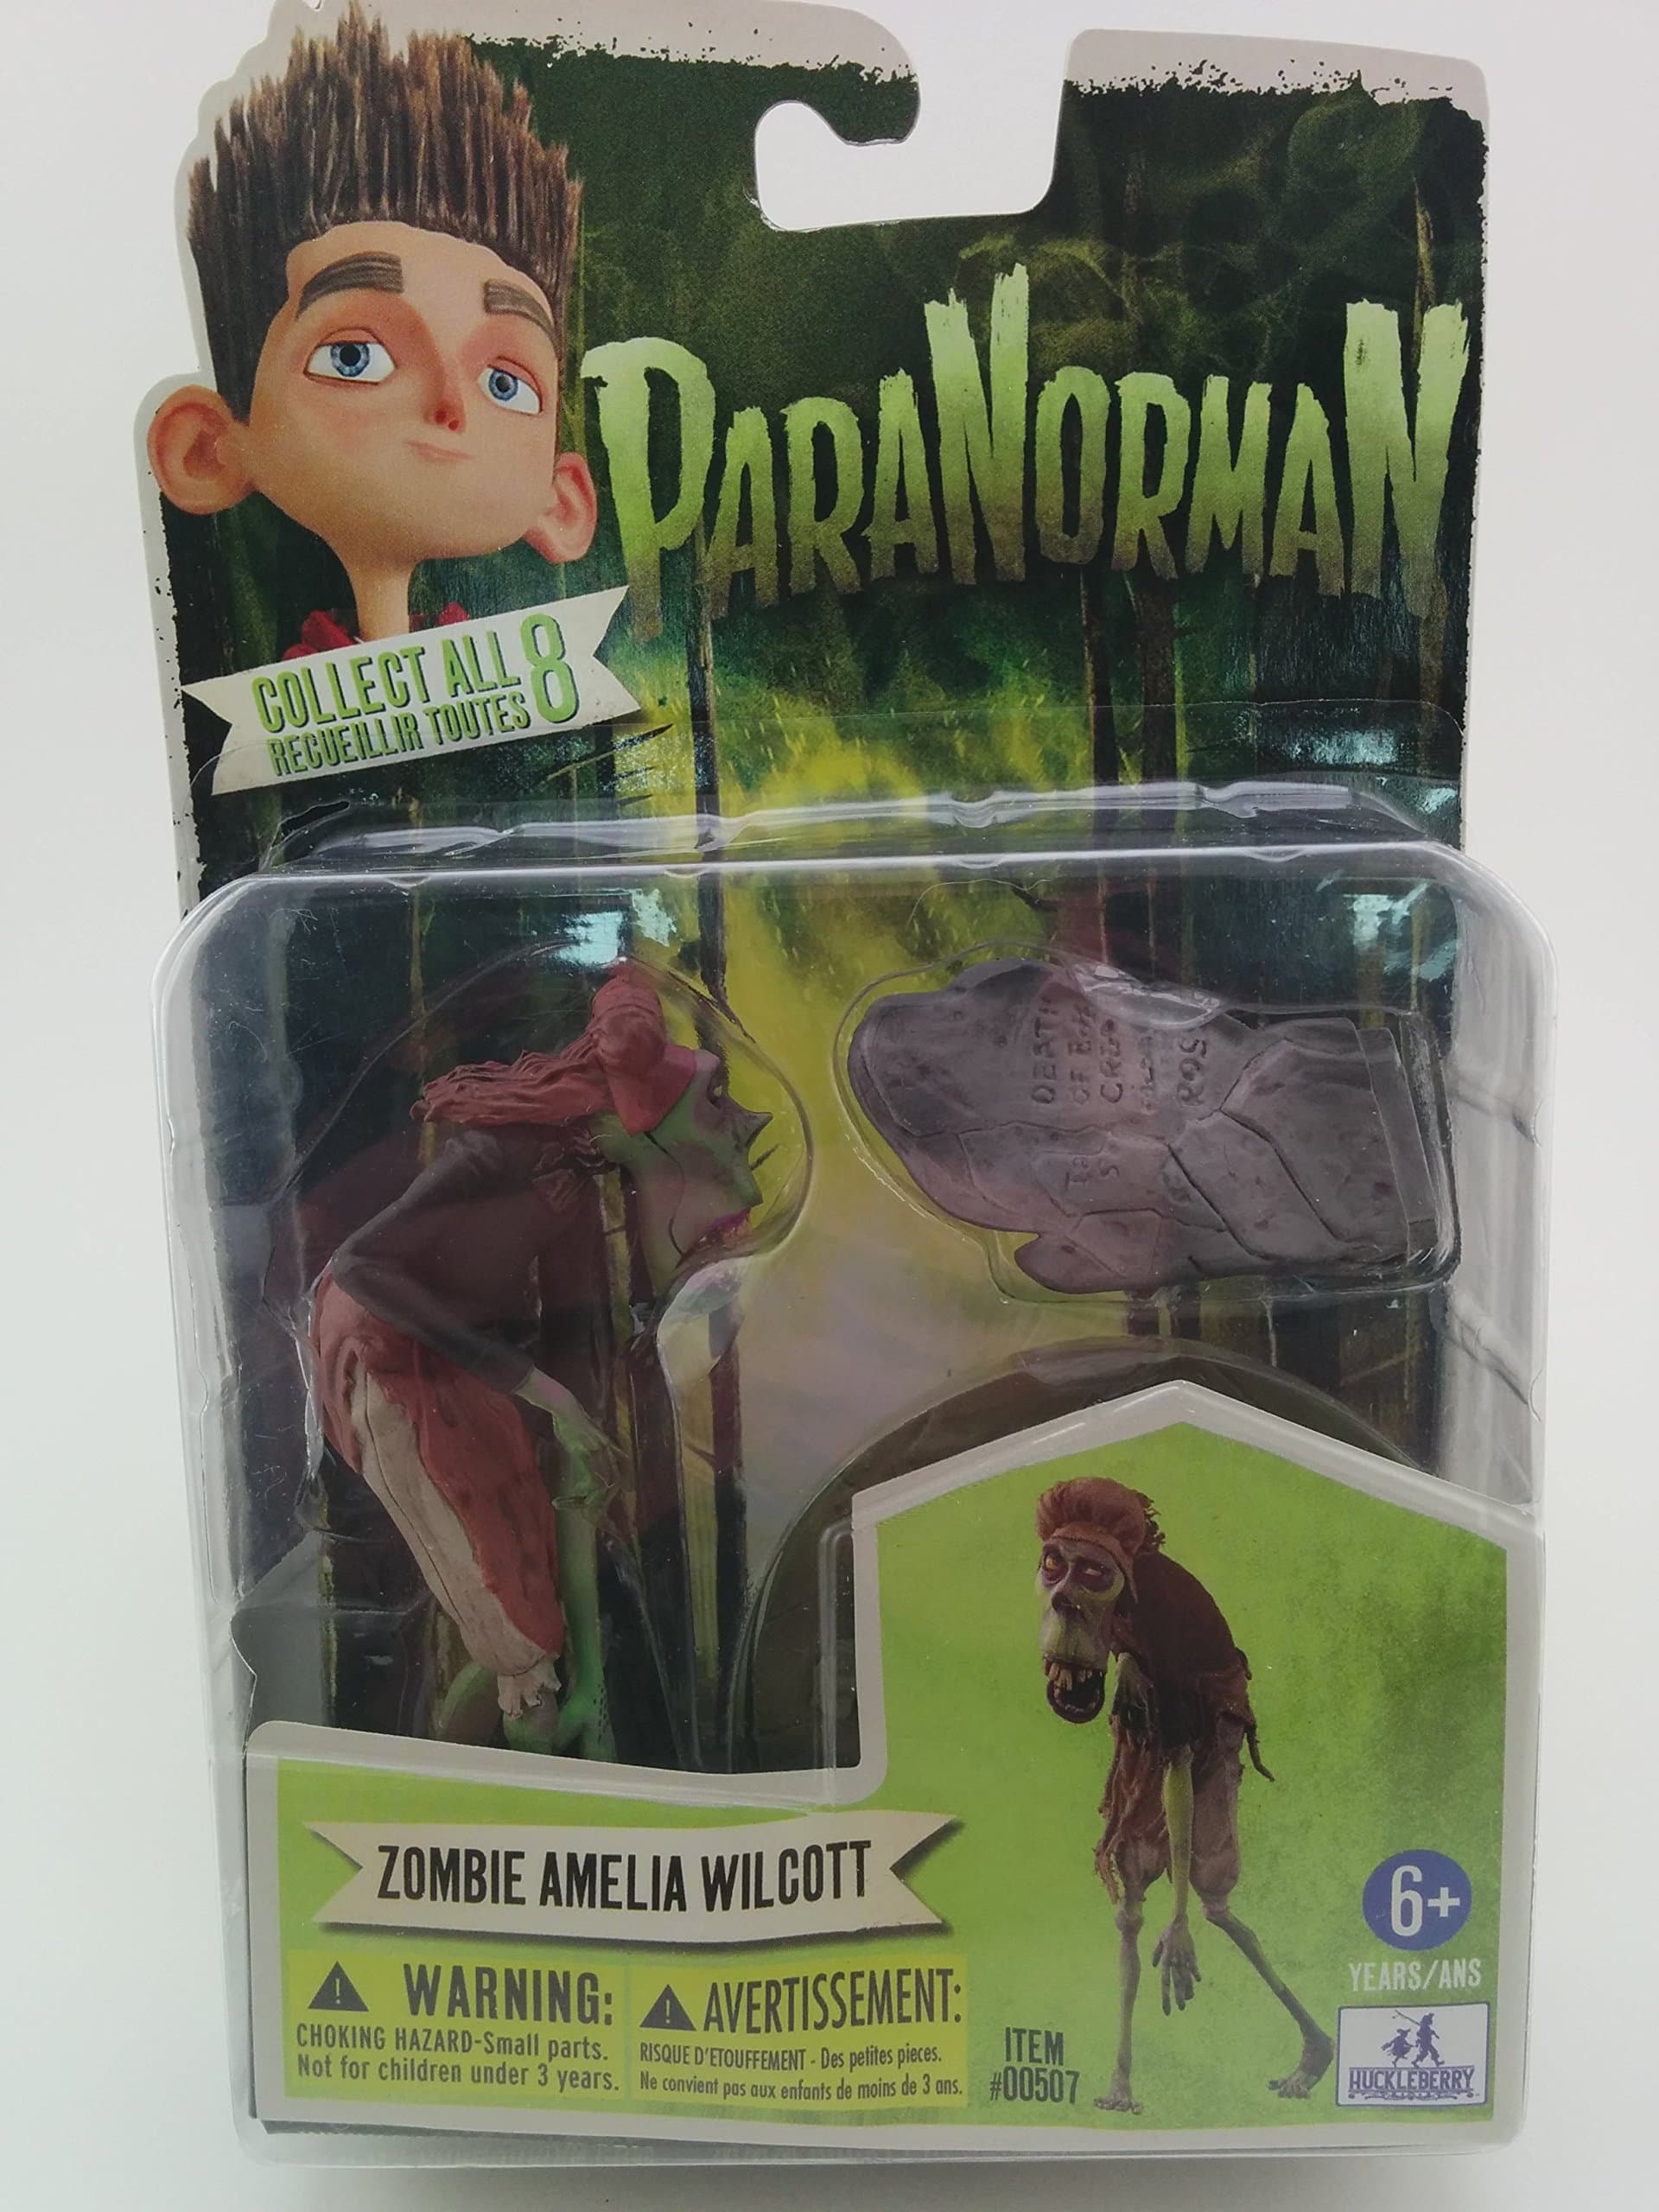 PARANORMAN
COLLECT ALL 8
RECUEILLIR TOUTES
DEATH
ZOMBIE AMELIA WILCOTT
WARNING:
CHOKING HAZARD-Small parts.
Not for children under 3 years.
AVERTISSEMENT:
RISQUE D'ETOUFFEMENT - Des petites pieces.
Ne convient pas aux enfants de moins de 3 ans.
ITEM
#00507
6+
YEARS/ANS
HUCKLEBERRY